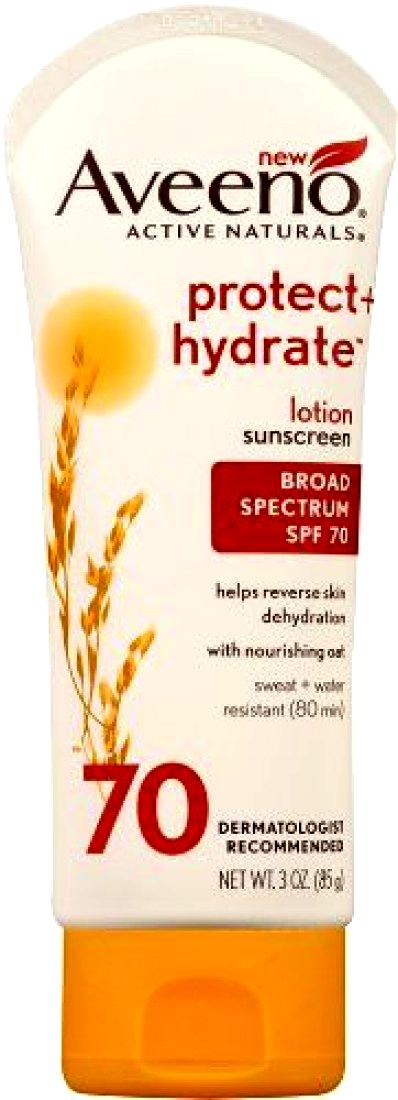 new
Aveeno®
ACTIVE NATURALS®
protect+
hydrate™
lotion
sunscreen
BROAD
SPECTRUM
SPF 70
helps reverse skin
dehydration
with nourishing oat
sweat + water
resistant (80 min)
70
DERMATOLOGIST
RECOMMENDED
NET WT. 3 OZ. (85g)